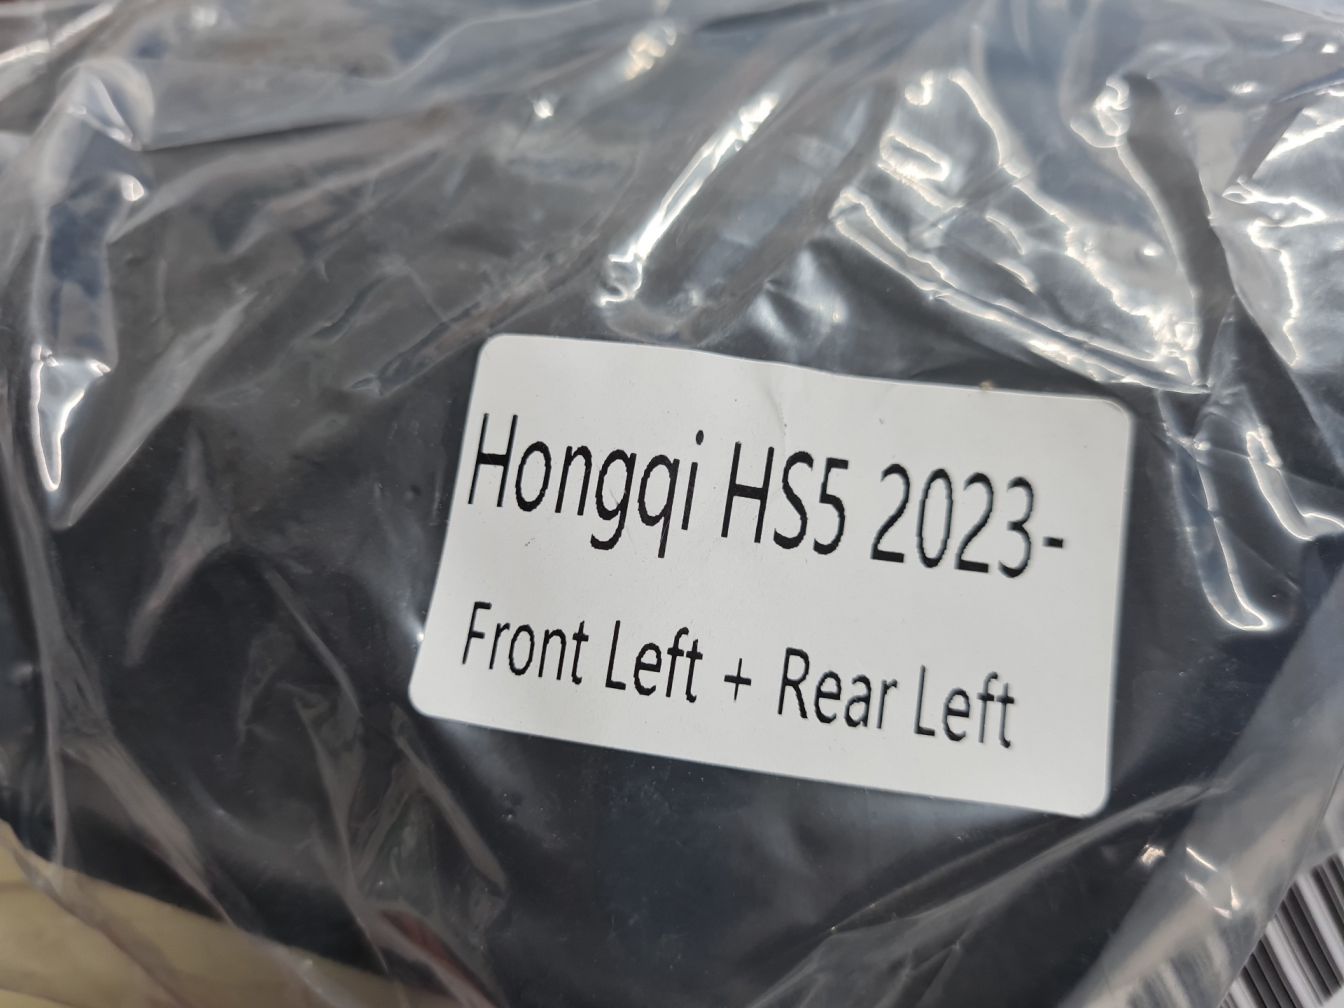 Hongqi HS5 2023-
Front Left + Rear Left